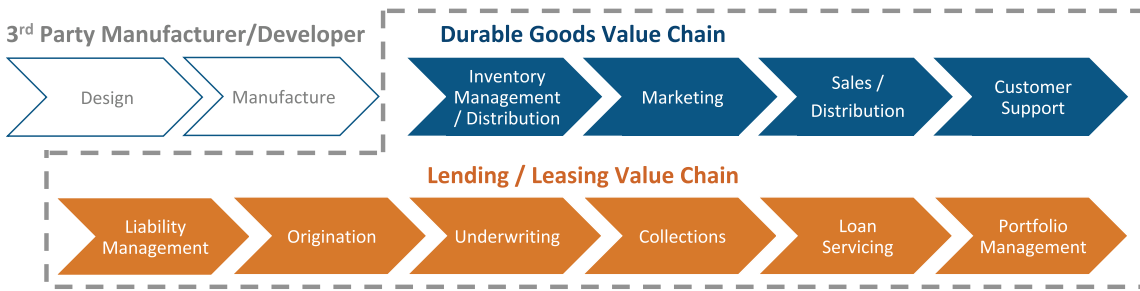 3rd Party Manufacturer/Developer
Durable Goods Value Chain
Design
Manufacture
Inventory
Management
/ Distribution
Marketing
Sales /
Distribution
Customer
Support
Lending / Leasing Value Chain
Liability
Management
Origination
Underwriting
Collections
Loan
Servicing
Portfolio
Management